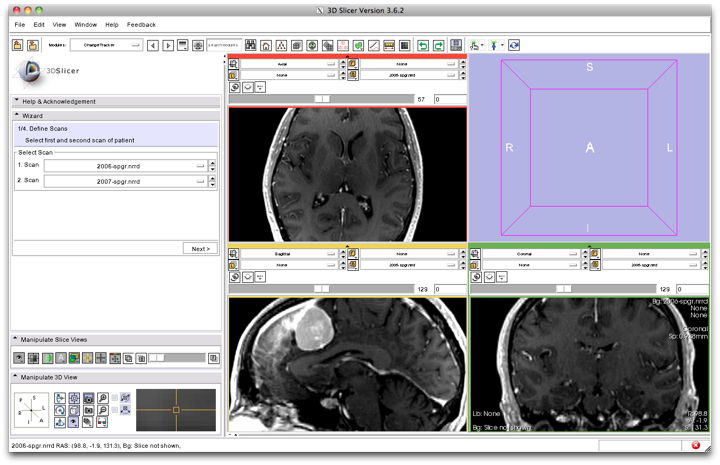 3D Slicer Version 3.6.2
File Edit View Window Help Feedback
Modules: ChangeTracker
search modules
3DSlicer
Help & Acknowledgement
Wizard
1/4. Define Scans
Select first and second scan of patient
Select Scan
1. Scan 2006-spgr.nrrd
2. Scan 2007-spgr.nrrd
Next >
Manipulate Slice Views
Manipulate 3D View
P S L
R I A
Axial None
None 2006-spgr.nrrd
57 0
S
R A L
I
Sagittal None
None 2006-spgr.nrrd
129 0
Coronal None
None 2006-spgr.nrrd
129 0
Bg: 2006-spgr.nrrd
None
None
Coronal
Lb: None
Bg: Slice not shown
R: 98.8
-1.9
131.3
2006-spgr.nrrd RAS: (98.8, -1.9, 131.3), Bg: Slice not shown,